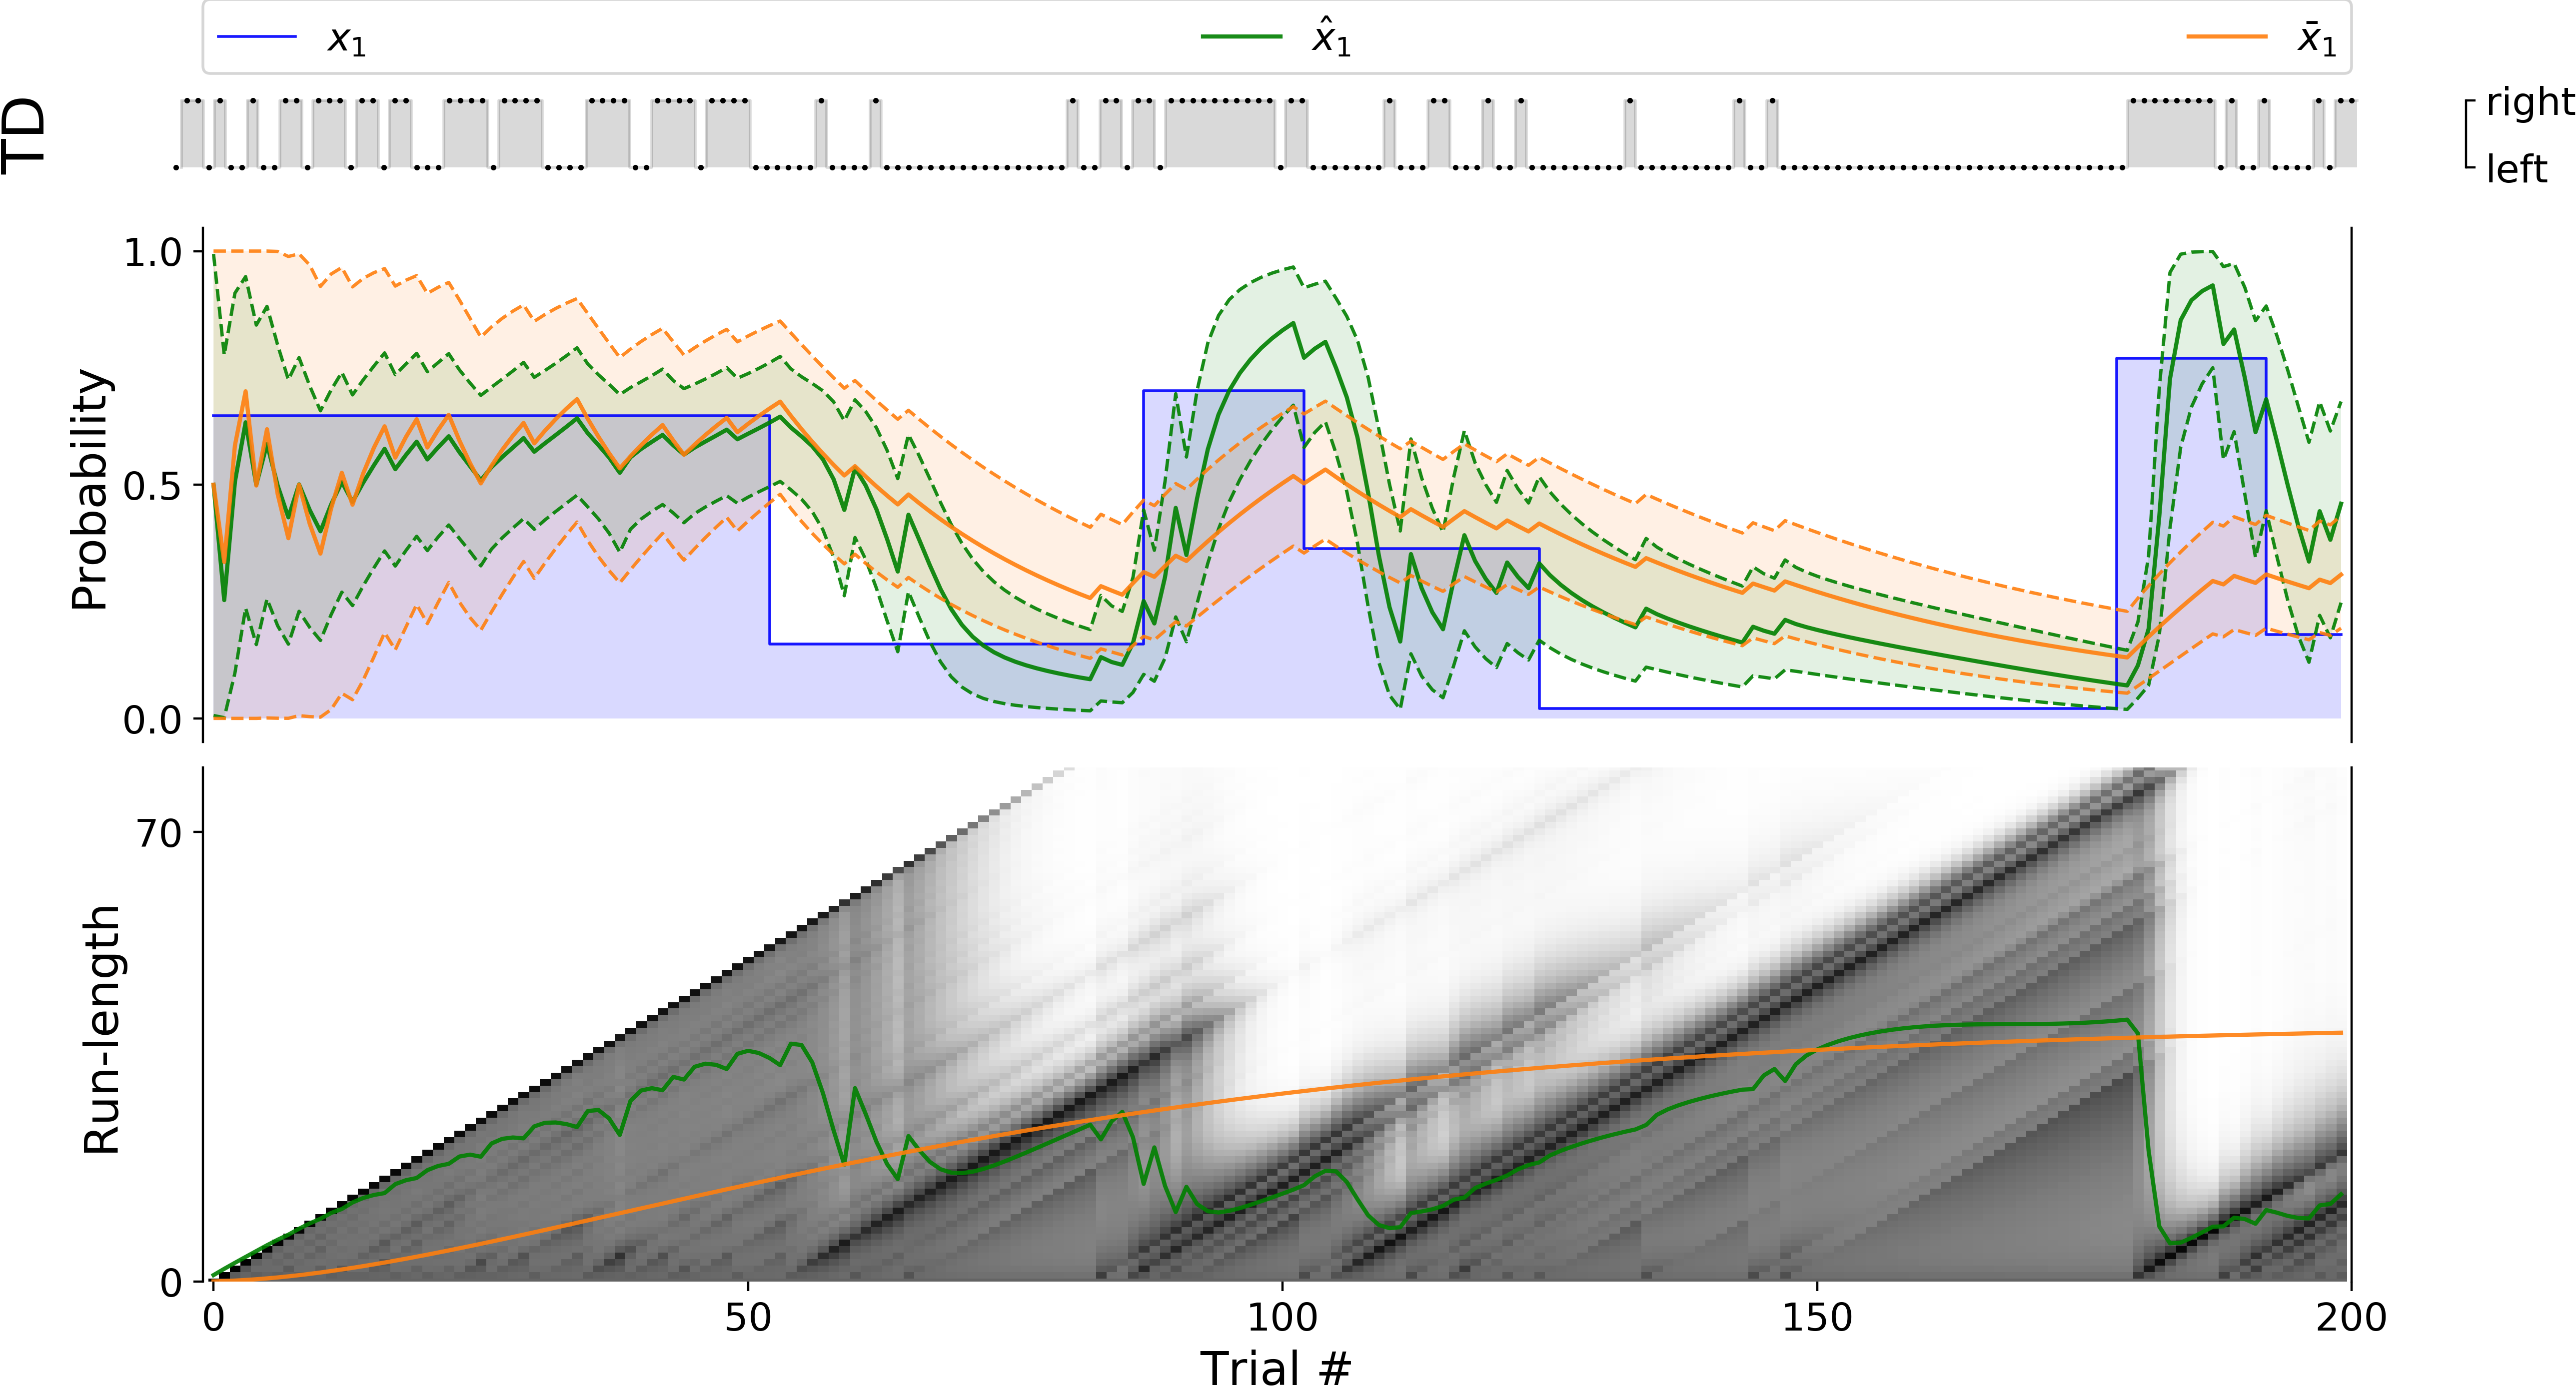 x₁ x̂₁ x̄₁
TD
right
left
Probability
1.0
0.5
0.0
Run-length
70
0
0 50 100 150 200
Trial #